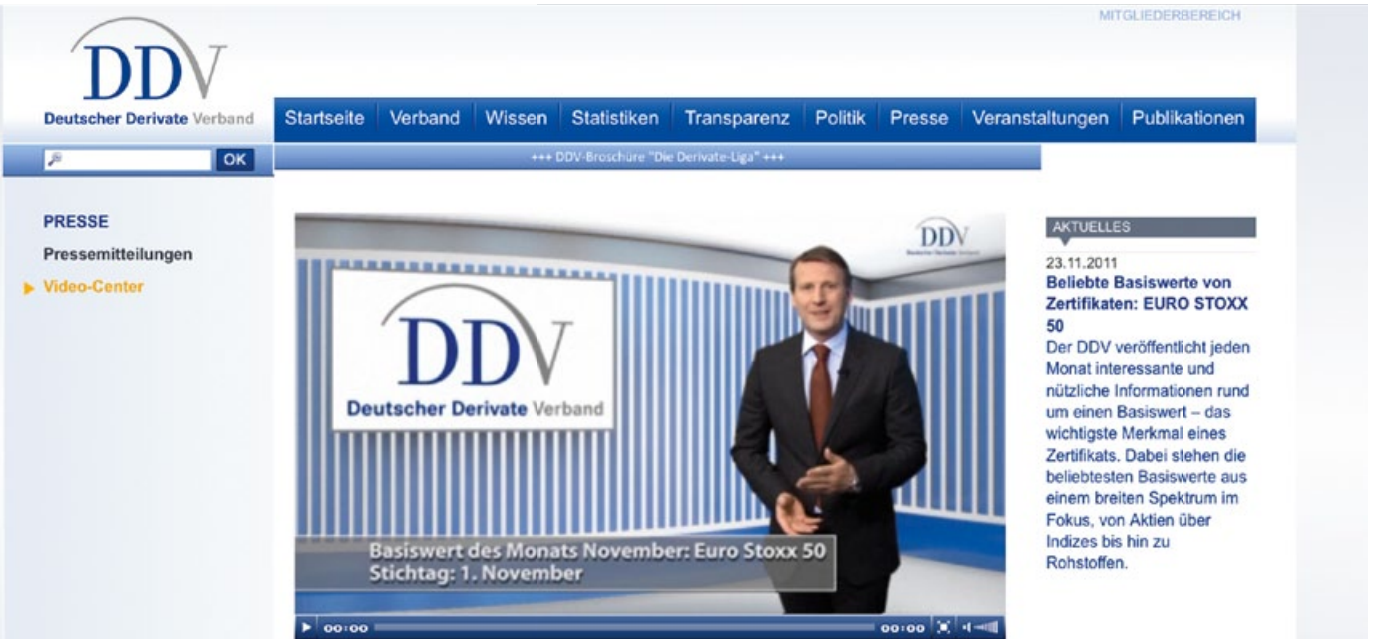 MITGLIEDERBEREICH
DDV
Deutscher Derivate Verband
Startseite Verband Wissen Statistiken Transparenz Politik Presse Veranstaltungen Publikationen
OK
+++ DDV-Broschüre "Die Derivate-Liga" +++
PRESSE
Pressemitteilungen
Video-Center
DDV
Deutscher Derivate Verband
DDV
Deutscher Derivate Verband
Basiswert des Monats November: Euro Stoxx 50
Stichtag: 1. November
00:00 00:00
AKTUELLES
23.11.2011
Beliebte Basiswerte von
Zertifikaten: EURO STOXX
50
Der DDV veröffentlicht jeden
Monat interessante und
nützliche Informationen rund
um einen Basiswert – das
wichtigste Merkmal eines
Zertifikats. Dabei stehen die
beliebtesten Basiswerte aus
einem breiten Spektrum im
Fokus, von Aktien über
Indizes bis hin zu
Rohstoffen.